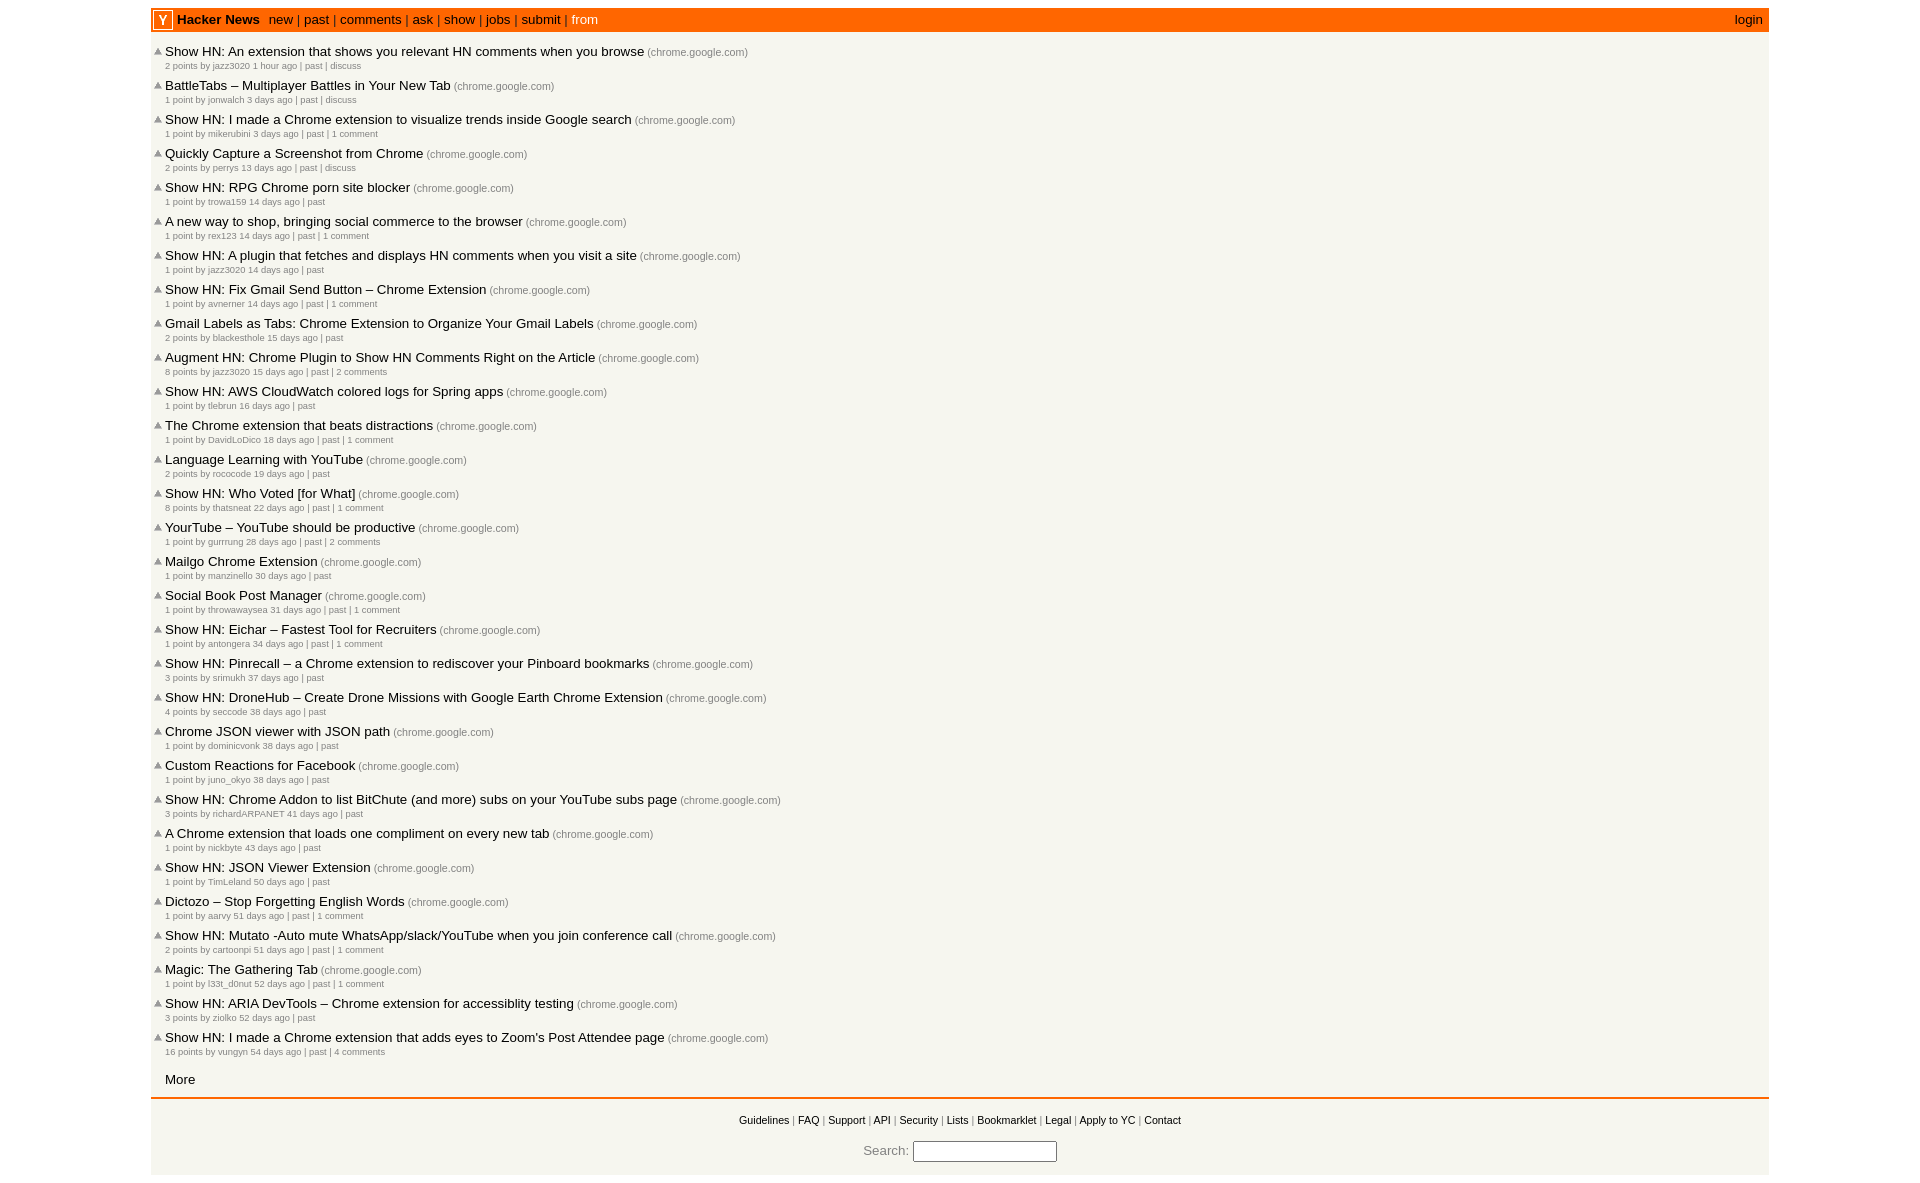 Y Hacker News new | past | comments | ask | show | jobs | submit | from login
Show HN: An extension that shows you relevant HN comments when you browse (chrome.google.com)
2 points by jazz3020 1 hour ago | past | discuss
BattleTabs – Multiplayer Battles in Your New Tab (chrome.google.com)
1 point by jonwalch 3 days ago | past | discuss
Show HN: I made a Chrome extension to visualize trends inside Google search (chrome.google.com)
1 point by mikerubini 3 days ago | past | 1 comment
Quickly Capture a Screenshot from Chrome (chrome.google.com)
2 points by perrys 13 days ago | past | discuss
Show HN: RPG Chrome porn site blocker (chrome.google.com)
1 point by trowa159 14 days ago | past
A new way to shop, bringing social commerce to the browser (chrome.google.com)
1 point by rex123 14 days ago | past | 1 comment
Show HN: A plugin that fetches and displays HN comments when you visit a site (chrome.google.com)
1 point by jazz3020 14 days ago | past
Show HN: Fix Gmail Send Button – Chrome Extension (chrome.google.com)
1 point by avnerner 14 days ago | past | 1 comment
Gmail Labels as Tabs: Chrome Extension to Organize Your Gmail Labels (chrome.google.com)
2 points by blackesthole 15 days ago | past
Augment HN: Chrome Plugin to Show HN Comments Right on the Article (chrome.google.com)
8 points by jazz3020 15 days ago | past | 2 comments
Show HN: AWS CloudWatch colored logs for Spring apps (chrome.google.com)
1 point by tlebrun 16 days ago | past
The Chrome extension that beats distractions (chrome.google.com)
1 point by DavidLoDico 18 days ago | past | 1 comment
Language Learning with YouTube (chrome.google.com)
2 points by rococode 19 days ago | past
Show HN: Who Voted [for What] (chrome.google.com)
8 points by thatsneat 22 days ago | past | 1 comment
YourTube – YouTube should be productive (chrome.google.com)
1 point by gurrrung 28 days ago | past | 2 comments
Mailgo Chrome Extension (chrome.google.com)
1 point by manzinello 30 days ago | past
Social Book Post Manager (chrome.google.com)
1 point by throwawaysea 31 days ago | past | 1 comment
Show HN: Eichar – Fastest Tool for Recruiters (chrome.google.com)
1 point by antongera 34 days ago | past | 1 comment
Show HN: Pinrecall – a Chrome extension to rediscover your Pinboard bookmarks (chrome.google.com)
3 points by srimukh 37 days ago | past
Show HN: DroneHub – Create Drone Missions with Google Earth Chrome Extension (chrome.google.com)
4 points by seccode 38 days ago | past
Chrome JSON viewer with JSON path (chrome.google.com)
1 point by dominicvonk 38 days ago | past
Custom Reactions for Facebook (chrome.google.com)
1 point by juno_okyo 38 days ago | past
Show HN: Chrome Addon to list BitChute (and more) subs on your YouTube subs page (chrome.google.com)
3 points by richardARPANET 41 days ago | past
A Chrome extension that loads one compliment on every new tab (chrome.google.com)
1 point by nickbyte 43 days ago | past
Show HN: JSON Viewer Extension (chrome.google.com)
1 point by TimLeland 50 days ago | past
Dictozo – Stop Forgetting English Words (chrome.google.com)
1 point by aarvy 51 days ago | past | 1 comment
Show HN: Mutato -Auto mute WhatsApp/slack/YouTube when you join conference call (chrome.google.com)
2 points by cartoonpi 51 days ago | past | 1 comment
Magic: The Gathering Tab (chrome.google.com)
1 point by l33t_d0nut 52 days ago | past | 1 comment
Show HN: ARIA DevTools – Chrome extension for accessiblity testing (chrome.google.com)
3 points by ziolko 52 days ago | past
Show HN: I made a Chrome extension that adds eyes to Zoom's Post Attendee page (chrome.google.com)
16 points by vungyn 54 days ago | past | 4 comments
More
Guidelines | FAQ | Support | API | Security | Lists | Bookmarklet | Legal | Apply to YC | Contact
Search: